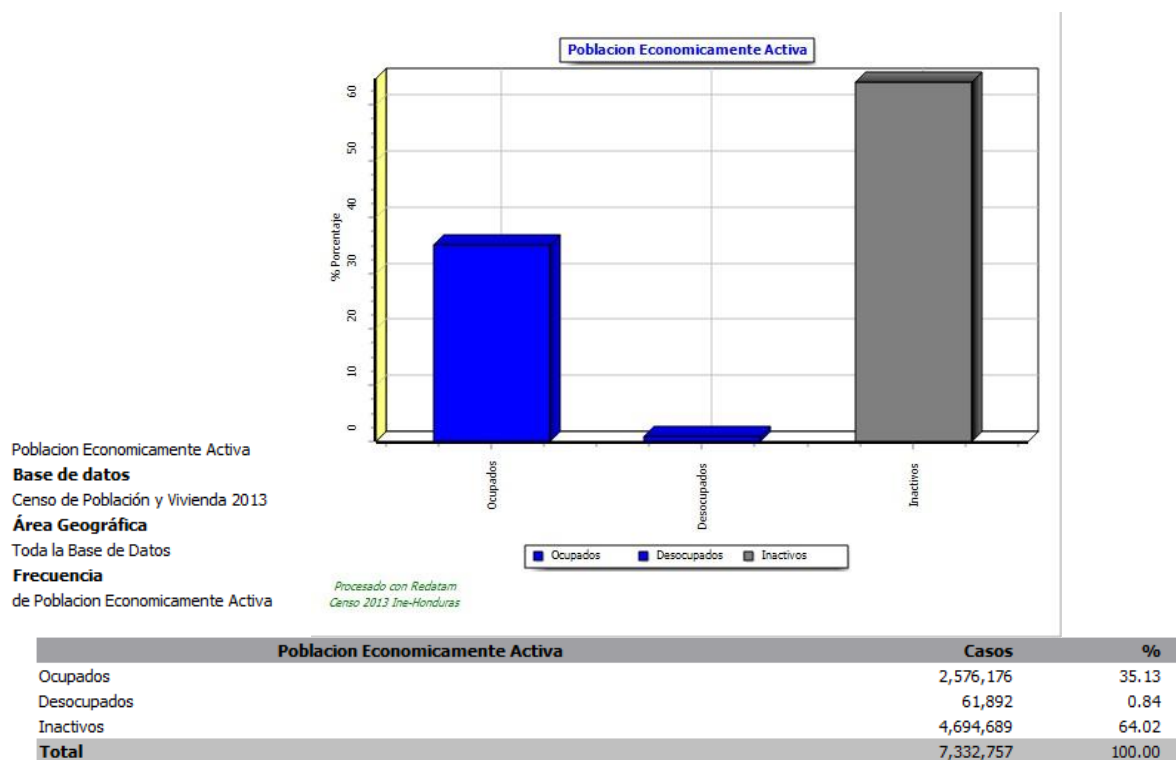 Poblacion Economicamente Activa
60
50
40
30
20
10
0
% Porcentaje
Ocupados
Desocupados
Inactivos
Ocupados Desocupados Inactivos
Procesado con Redatam
Censo 2013 Ine-Honduras
Poblacion Economicamente Activa
Base de datos
Censo de Población y Vivienda 2013
Área Geográfica
Toda la Base de Datos
Frecuencia
de Poblacion Economicamente Activa
Poblacion Economicamente Activa Casos %
Ocupados 2,576,176 35.13
Desocupados 61,892 0.84
Inactivos 4,694,689 64.02
Total 7,332,757 100.00